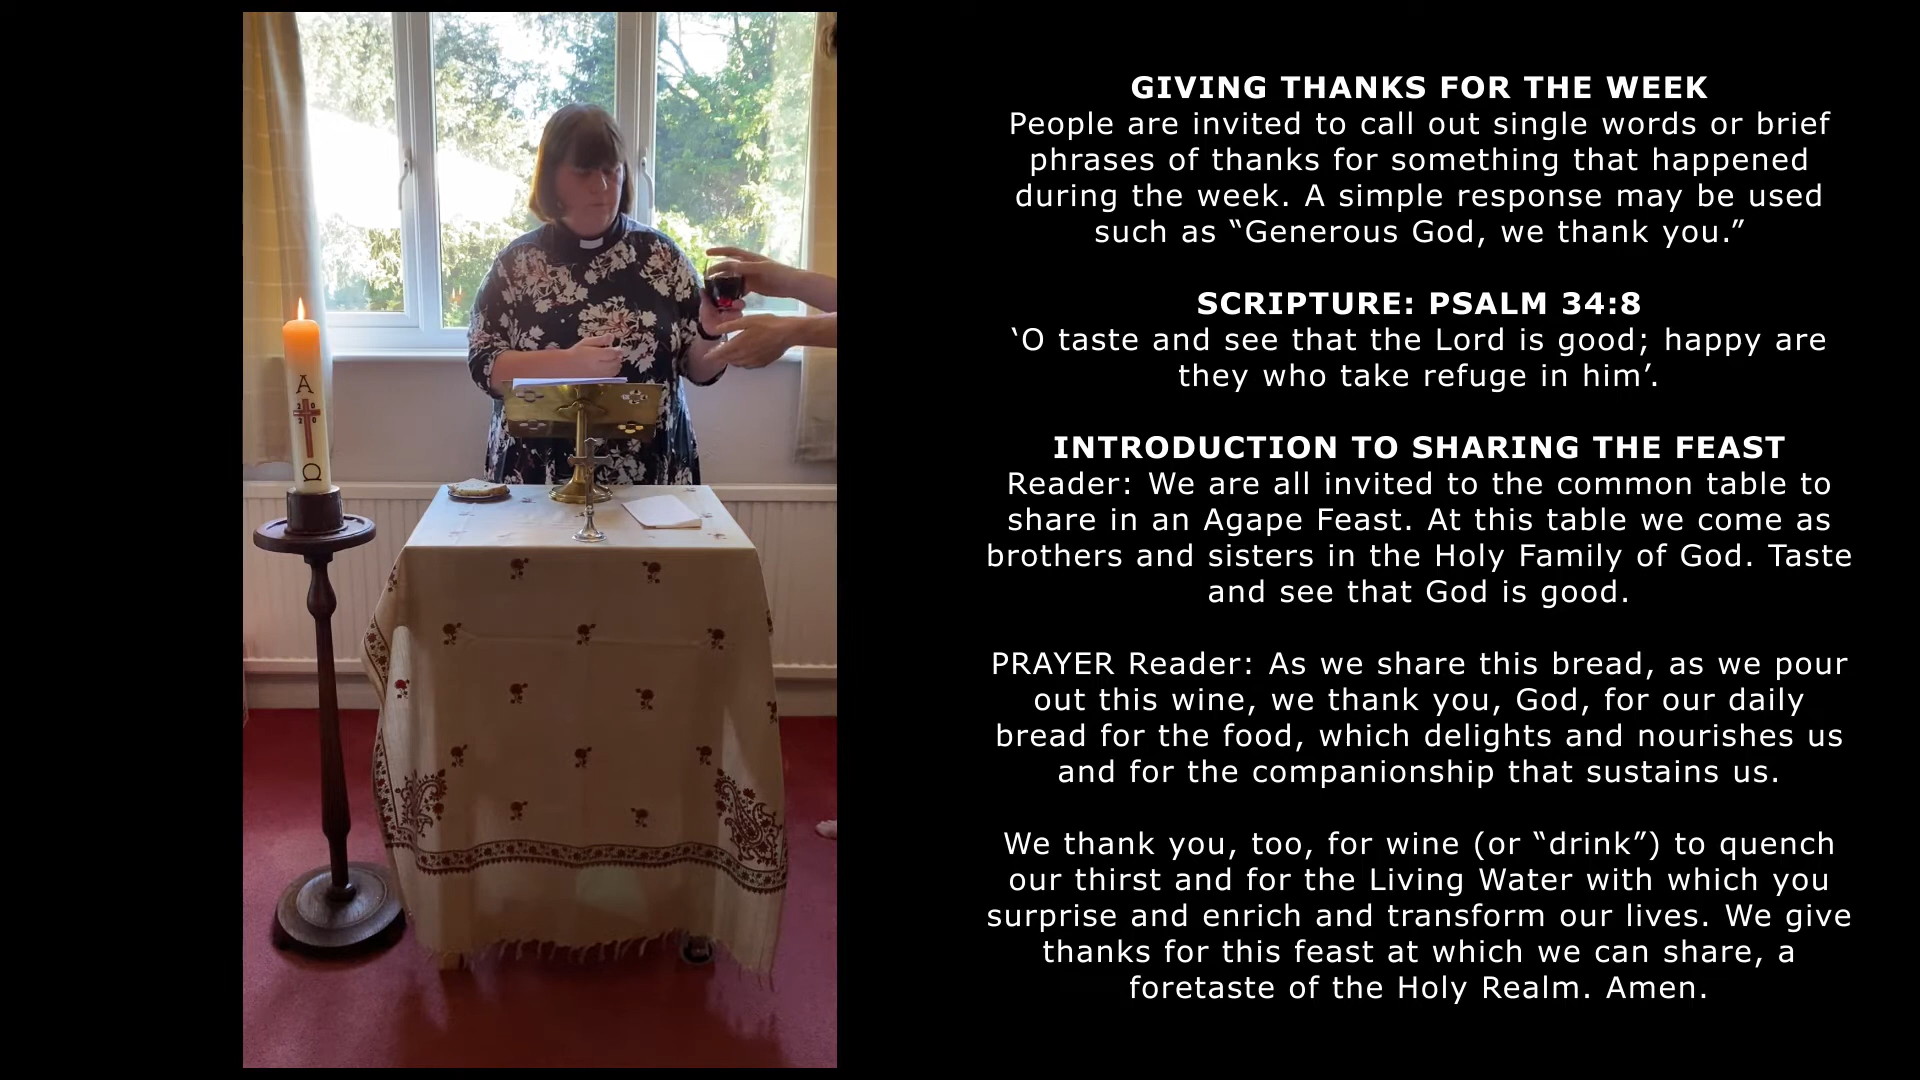 Α
2 0
2 0
Ω
GIVING THANKS FOR THE WEEK
People are invited to call out single words or brief
phrases of thanks for something that happened
during the week. A simple response may be used
such as “Generous God, we thank you.”
SCRIPTURE: PSALM 34:8
‘O taste and see that the Lord is good; happy are
they who take refuge in him’.
INTRODUCTION TO SHARING THE FEAST
Reader: We are all invited to the common table to
share in an Agape Feast. At this table we come as
brothers and sisters in the Holy Family of God. Taste
and see that God is good.
PRAYER Reader: As we share this bread, as we pour
out this wine, we thank you, God, for our daily
bread for the food, which delights and nourishes us
and for the companionship that sustains us.
We thank you, too, for wine (or “drink”) to quench
our thirst and for the Living Water with which you
surprise and enrich and transform our lives. We give
thanks for this feast at which we can share, a
foretaste of the Holy Realm. Amen.